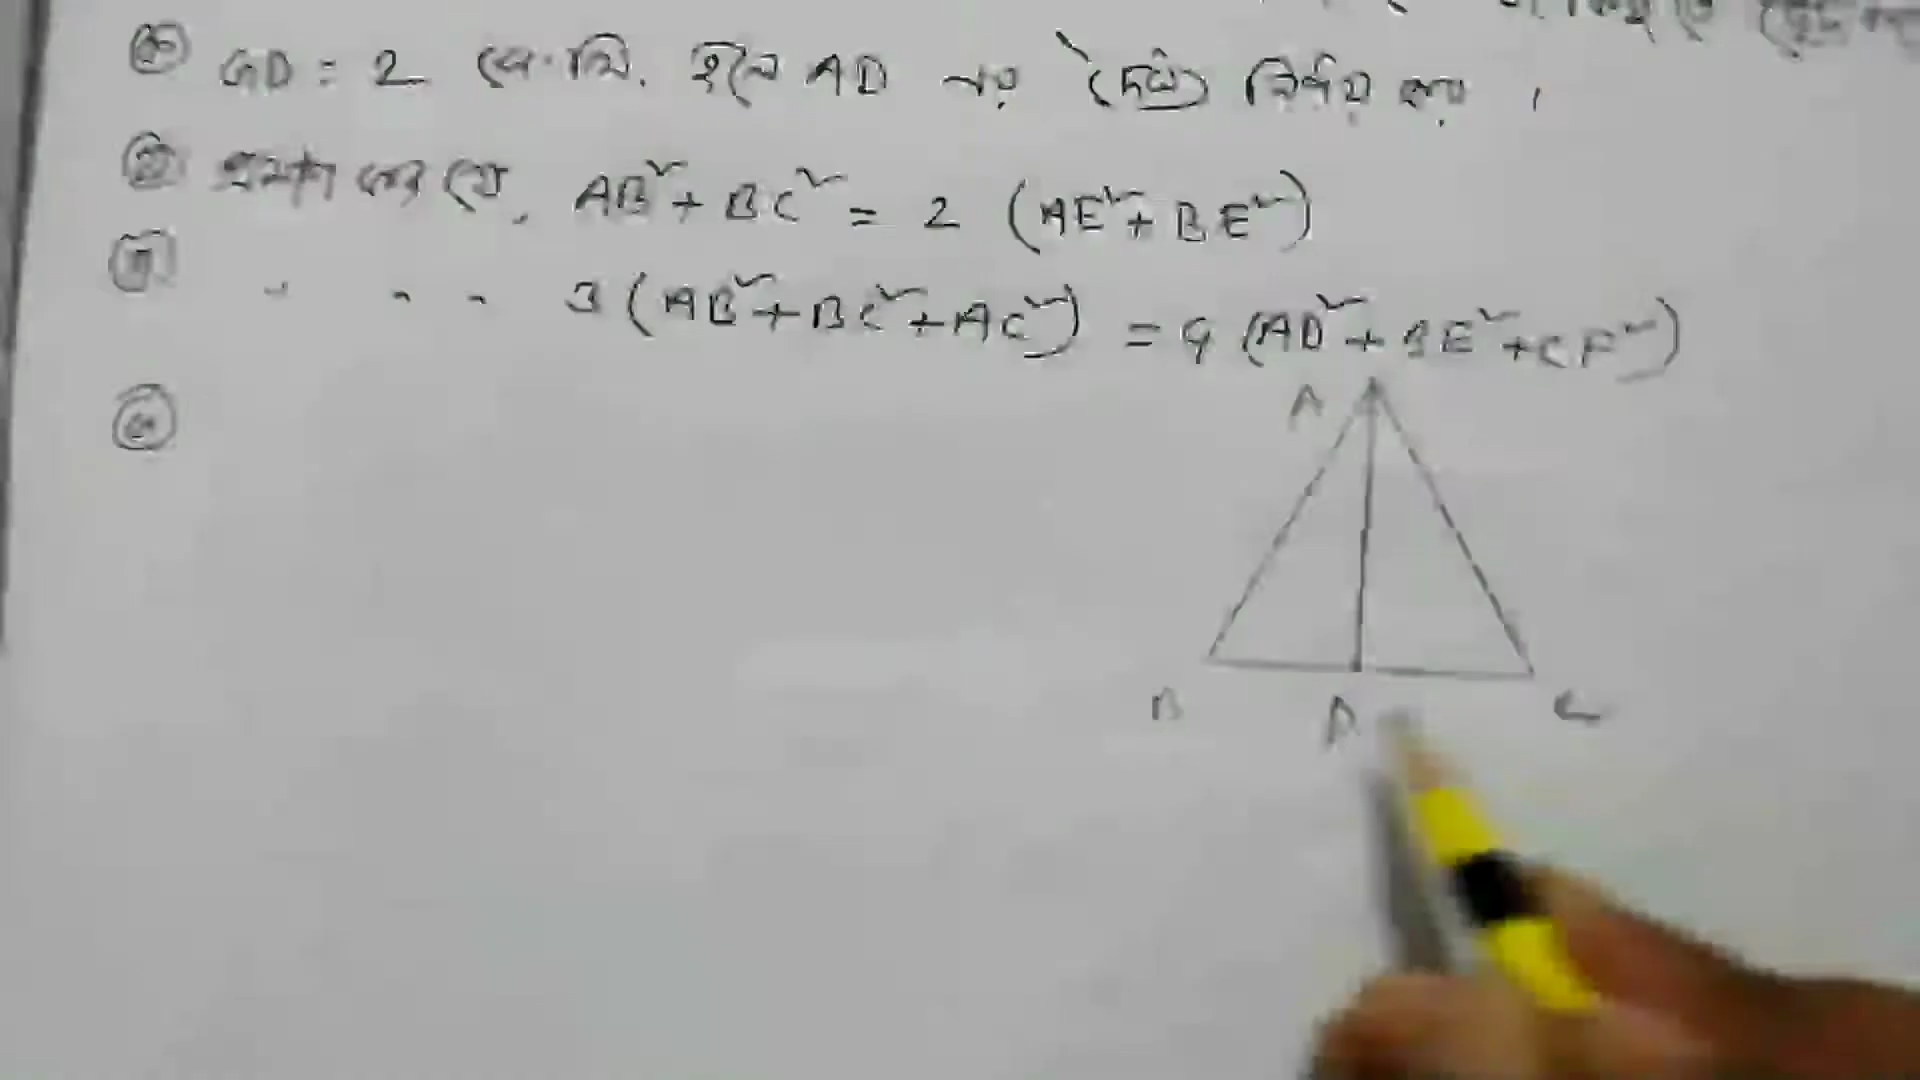 ক GD = 2 সে.মি. হলে AD এর দৈর্ঘ্য নির্ণয় কর ।
খ প্রমাণ কর যে, AB² + BC² = 2 (AE² + BE²)
গ " " " 3 (AB² + BC² + AC²) = 4 (AD² + BE² + CF²)
ক
A
B D C